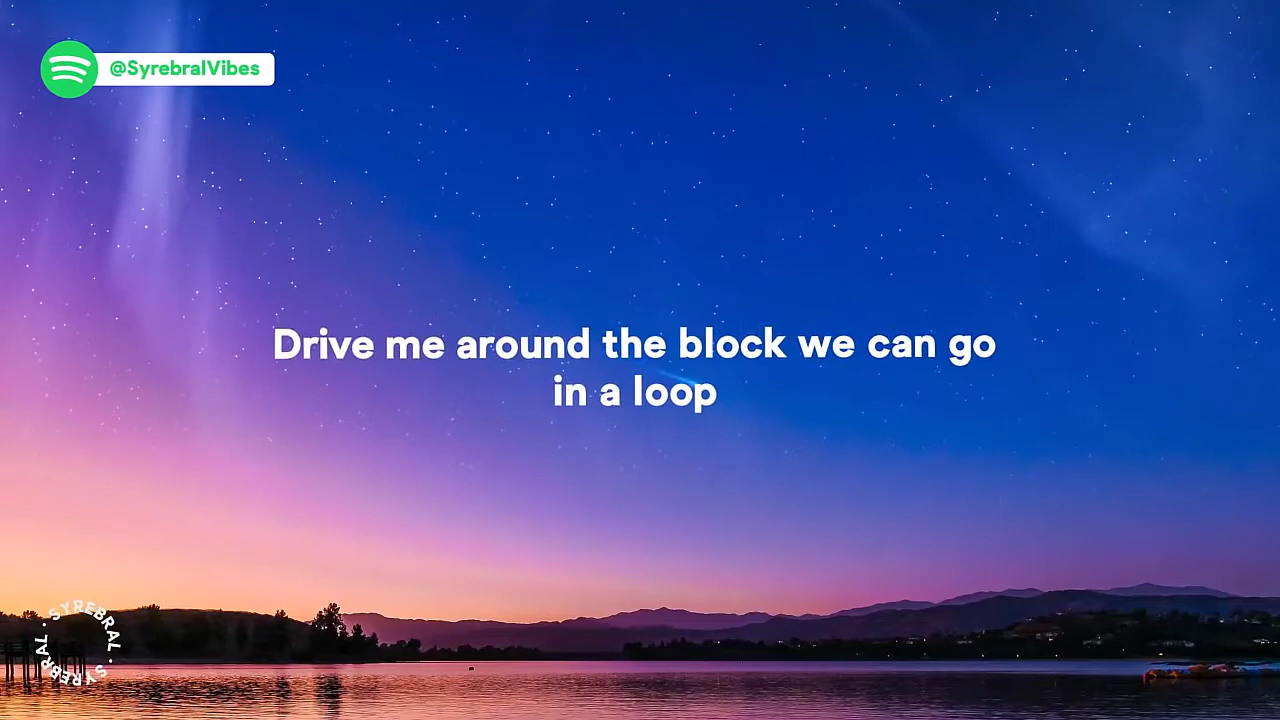 @SyrebralVibes
Drive me around the block we can go
in a loop
SYREBRAL · SYREBRAL ·